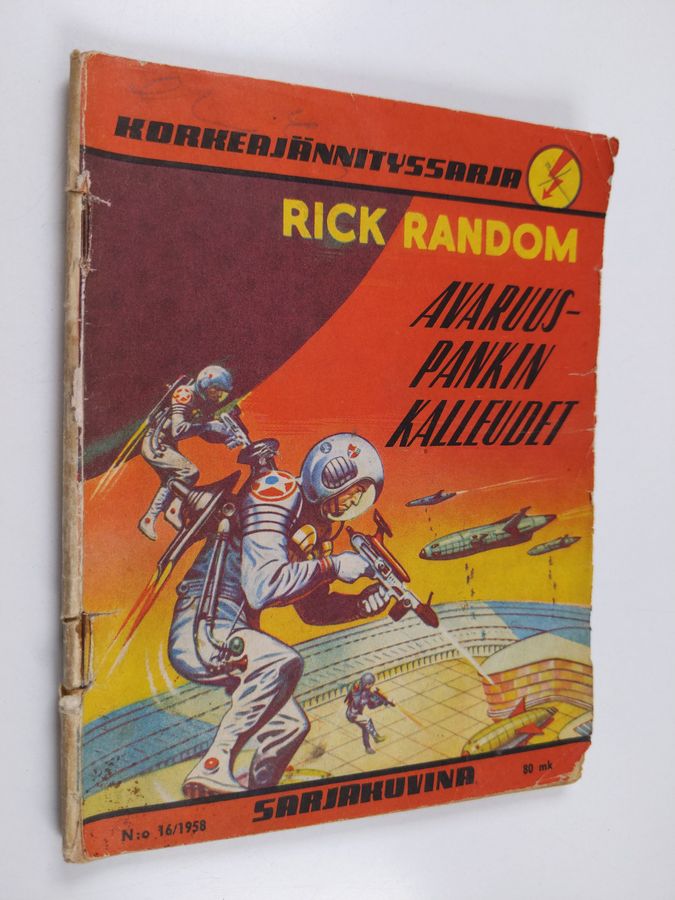 KORKEAJÄNNITYSSARJA
RICK RANDOM
AVARUUS-
PANKIN
KALLEUDET
SARJAKUVINA
80 mk
N:o 16/1958